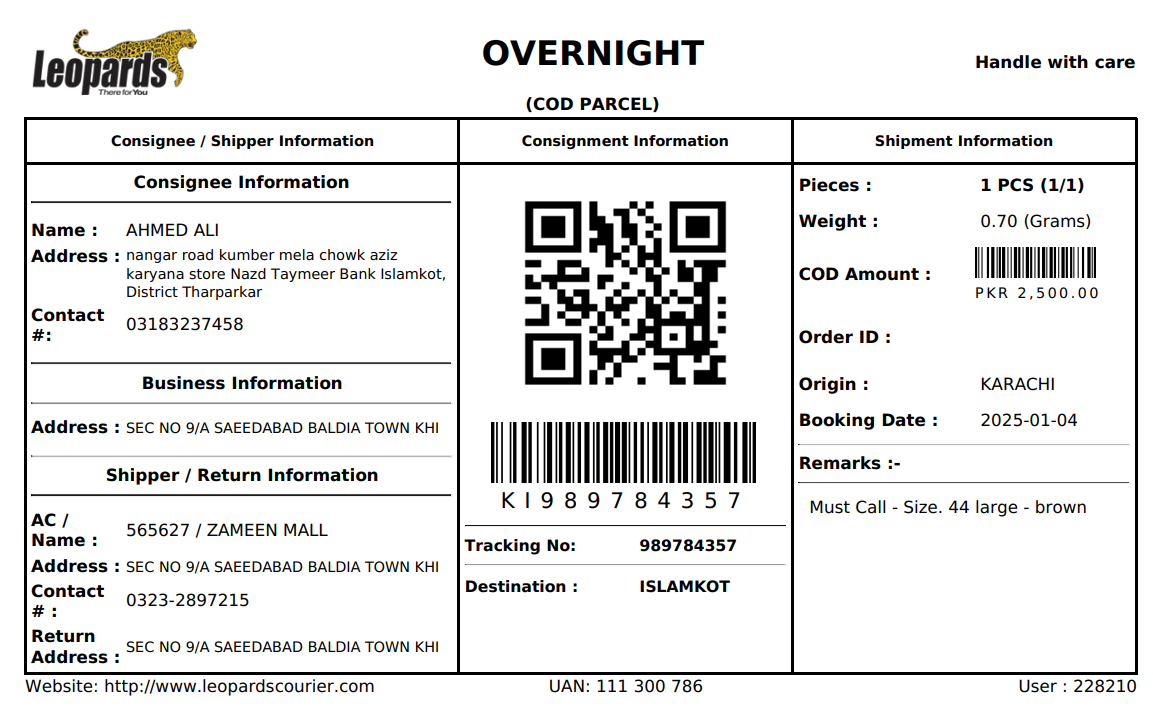 Leopards
There for You
OVERNIGHT
(COD PARCEL)
Handle with care
Consignee / Shipper Information
Consignee Information
Name : AHMED ALI
Address : nangar road kumber mela chowk aziz
karyana store Nazd Taymeer Bank Islamkot,
District Tharparkar
Contact
#: 03183237458
Business Information
Address : SEC NO 9/A SAEEDABAD BALDIA TOWN KHI
Shipper / Return Information
AC /
Name : 565627 / ZAMEEN MALL
Address : SEC NO 9/A SAEEDABAD BALDIA TOWN KHI
Contact
# : 0323-2897215
Return
Address : SEC NO 9/A SAEEDABAD BALDIA TOWN KHI
Consignment Information
KI989784357
Tracking No: 989784357
Destination : ISLAMKOT
Shipment Information
Pieces : 1 PCS (1/1)
Weight : 0.70 (Grams)
COD Amount :
PKR 2,500.00
Order ID :
Origin : KARACHI
Booking Date : 2025-01-04
Remarks :-
Must Call - Size. 44 large - brown
Website: http://www.leopardscourier.com
UAN: 111 300 786
User : 228210